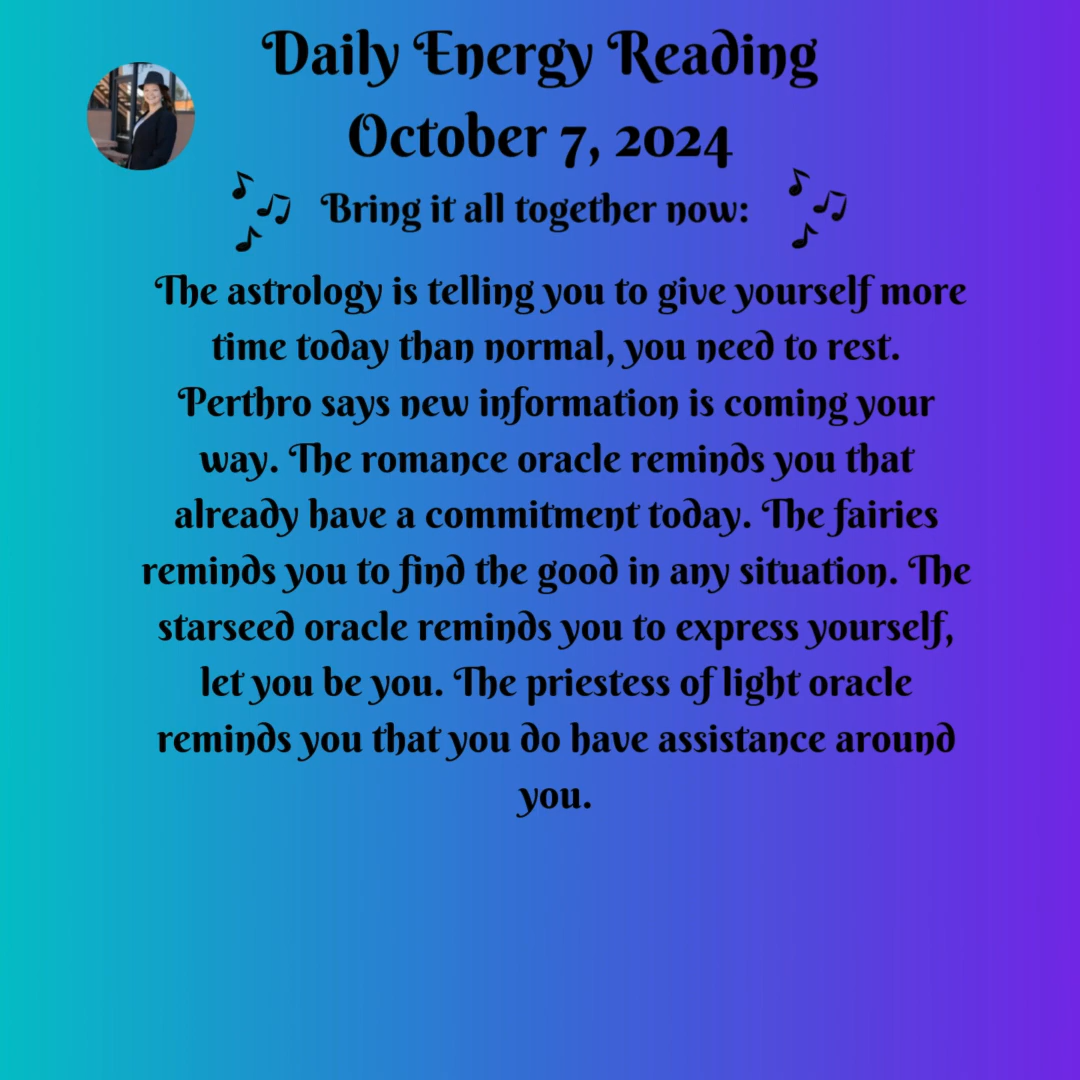 Daily Energy Reading
October 7, 2024
Bring it all together now:
The astrology is telling you to give yourself more
time today than normal, you need to rest.
Perthro says new information is coming your
way. The romance oracle reminds you that
already have a commitment today. The fairies
reminds you to find the good in any situation. The
starseed oracle reminds you to express yourself,
let you be you. The priestess of light oracle
reminds you that you do have assistance around
you.